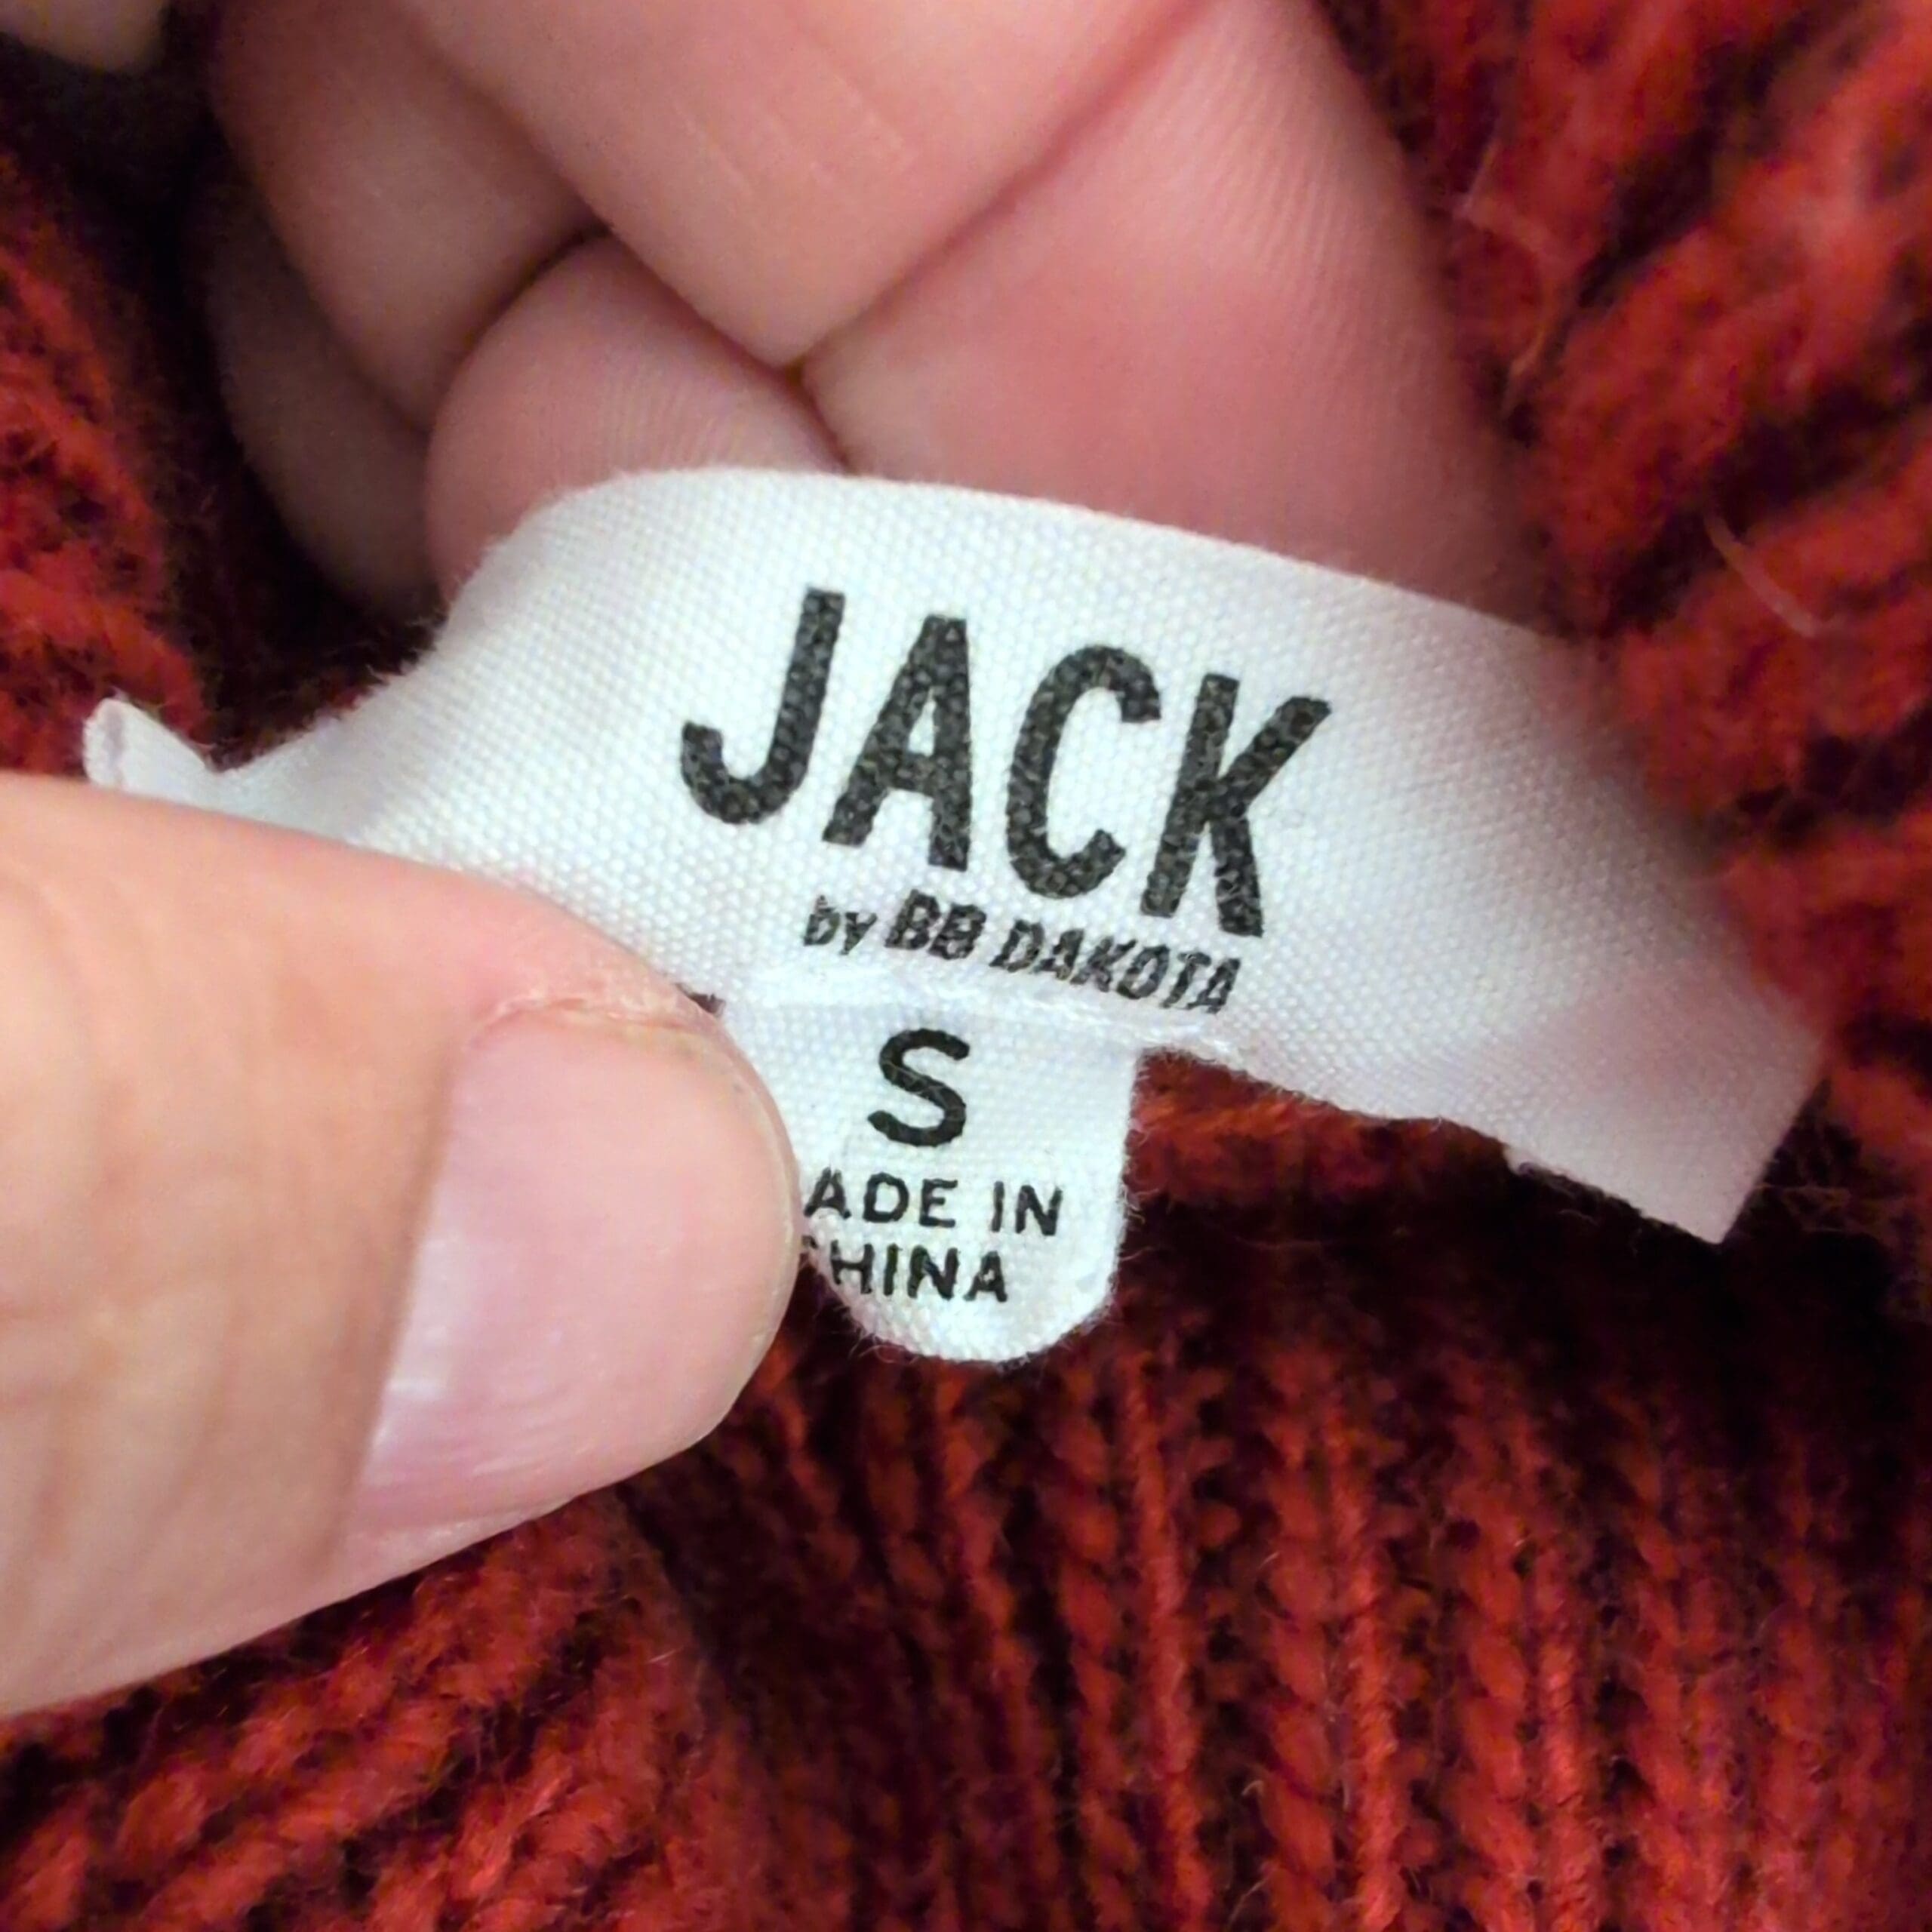 JACK
by BB DAKOTA
S
ADE IN
HINA